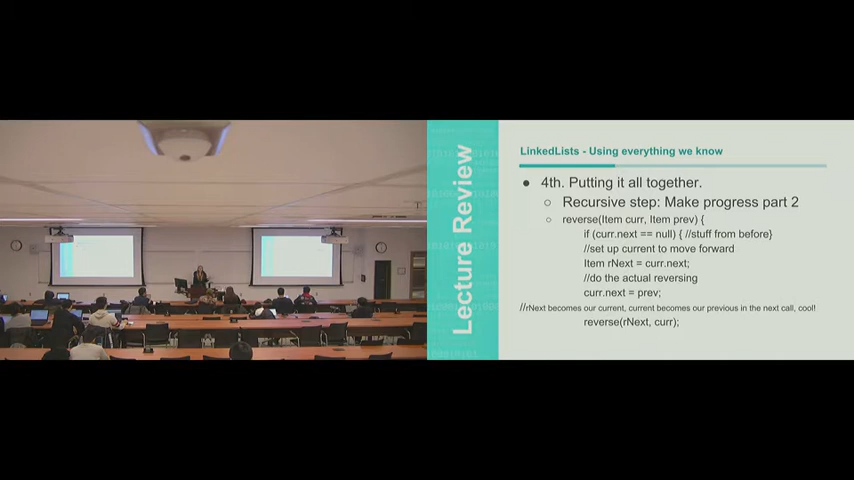 Lecture Review
LinkedLists - Using everything we know
● 4th. Putting it all together.
○ Recursive step: Make progress part 2
○ reverse(Item curr, Item prev) {
if (curr.next == null) { //stuff from before}
//set up current to move forward
Item rNext = curr.next;
//do the actual reversing
curr.next = prev;
//rNext becomes our current, current becomes our previous in the next call, cool!
reverse(rNext, curr);